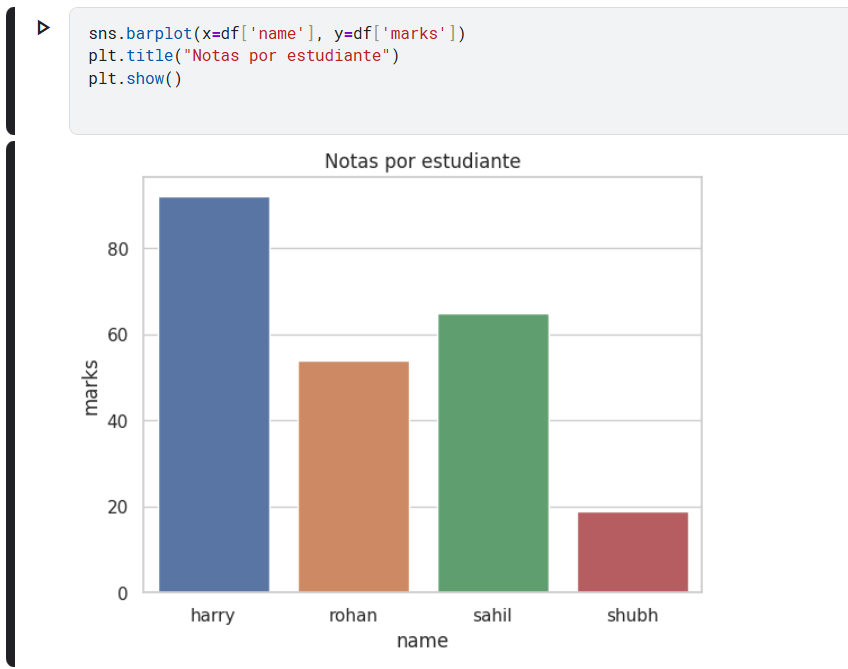 sns.barplot(x=df['name'], y=df['marks'])
plt.title("Notas por estudiante")
plt.show()
Notas por estudiante
80
60
40
20
0
marks
harry rohan sahil shubh
name